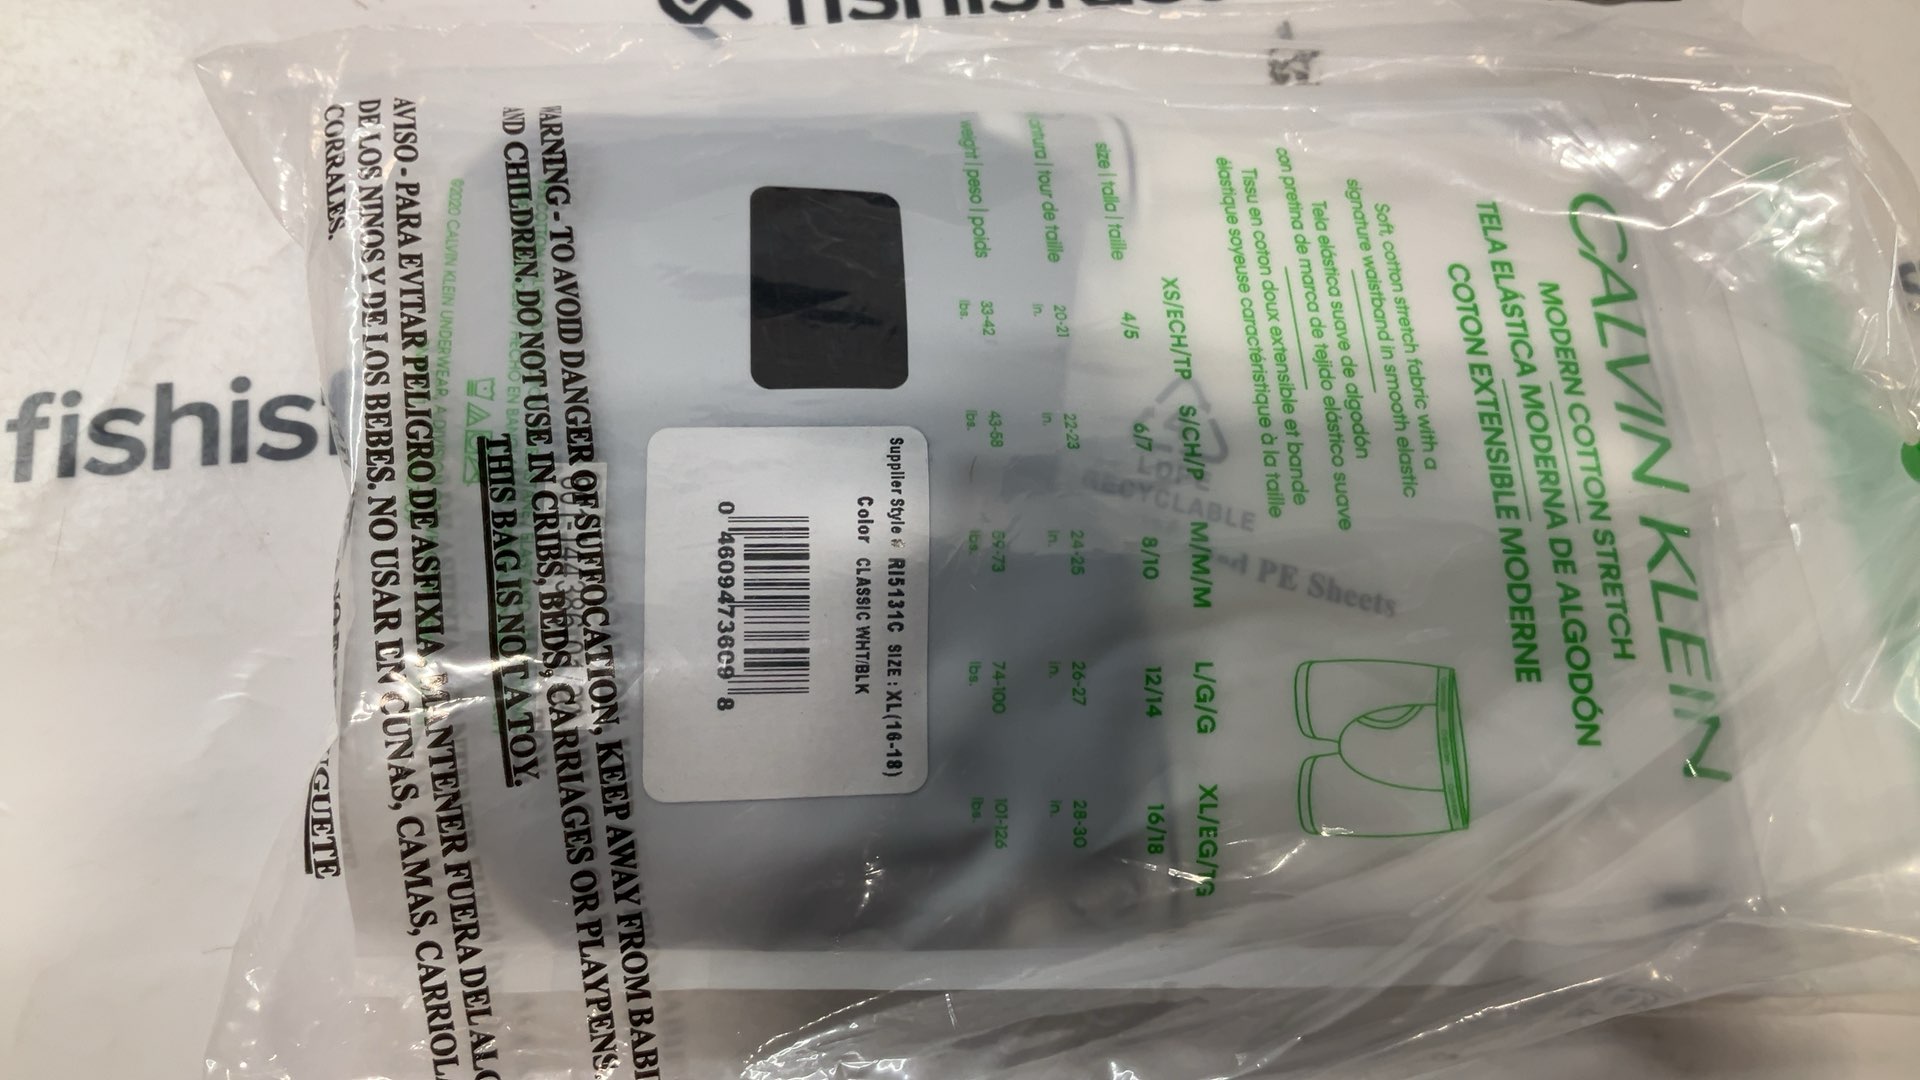 fishis
CALVIN KLEIN
MODERN COTTON STRETCH
TELA ELÁSTICA MODERNA DE ALGODÓN
COTON EXTENSIBLE MODERNE
Soft, cotton stretch fabric with a
signature waistband in smooth elastic
Tela elástica suave de algodón
con pretina de marca de tejido elástico suave
Tissu en coton doux extensible et bande
élastique soyeuse caractéristique à la taille
XS/ECH/TP S/CH/P M/M/M L/G/G XL/EG/TG
size | talla | taille 4/5 6/7 8/10 12/14 16/18
tour de taille 20-21 in. 22-23 in. 24-25 in. 26-27 in. 28-30 in.
weight | peso | poids 33-42 lbs. 43-58 lbs. 59-73 lbs. 74-100 lbs. 101-126 lbs.
RECYCLABLE
PE Sheets
Supplier Style # RI5131C SIZE : XL(16-18)
Color CLASSIC WHT/BLK
0 46094 73609 8
WARNING - TO AVOID DANGER OF SUFFOCATION, KEEP AWAY FROM BABI
AND CHILDREN. DO NOT USE IN CRIBS, BEDS, CARRIAGES OR PLAYPENS.
THIS BAG IS NOT A TOY.
©2020 CALVIN KLEIN UNDERWEAR, A DIVISION
AVISO - PARA EVITAR PELIGRO DE ASFIXIA, MANTENER FUERA DEL ALC
DE LOS NINOS Y DE LOS BEBES. NO USAR EN CUNAS, CAMAS, CARRIOL
CORRALES.
GUETE